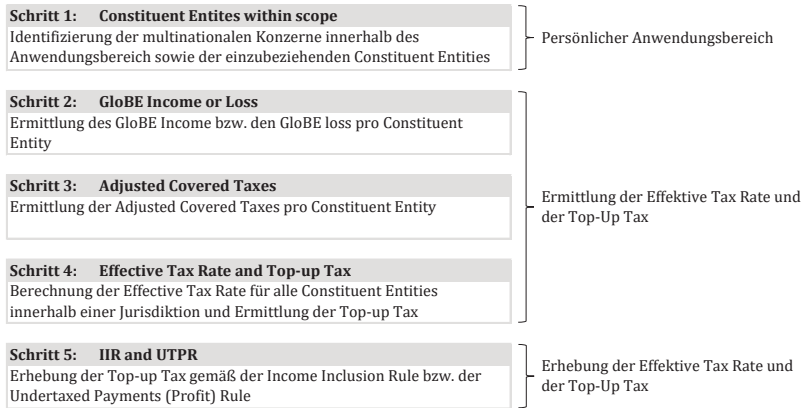 Schritt 1: Constituent Entites within scope
Identifizierung der multinationalen Konzerne innerhalb des
Anwendungsbereich sowie der einzubeziehenden Constituent Entities
Persönlicher Anwendungsbereich
Schritt 2: GloBE Income or Loss
Ermittlung des GloBE Income bzw. den GloBE loss pro Constituent
Entity
Schritt 3: Adjusted Covered Taxes
Ermittlung der Adjusted Covered Taxes pro Constituent Entity
Ermittlung der Effektive Tax Rate und
der Top-Up Tax
Schritt 4: Effective Tax Rate and Top-up Tax
Berechnung der Effective Tax Rate für alle Constituent Entities
innerhalb einer Jurisdiktion und Ermittlung der Top-up Tax
Schritt 5: IIR and UTPR
Erhebung der Top-up Tax gemäß der Income Inclusion Rule bzw. der
Undertaxed Payments (Profit) Rule
Erhebung der Effektive Tax Rate und
der Top-Up Tax